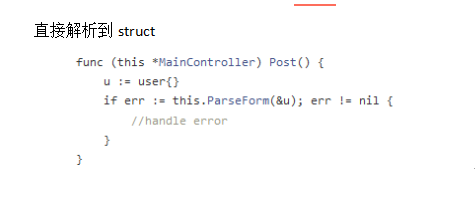 直接解析到 struct
func (this *MainController) Post() {
u := user{}
if err := this.ParseForm(&u); err != nil {
//handle error
}
}